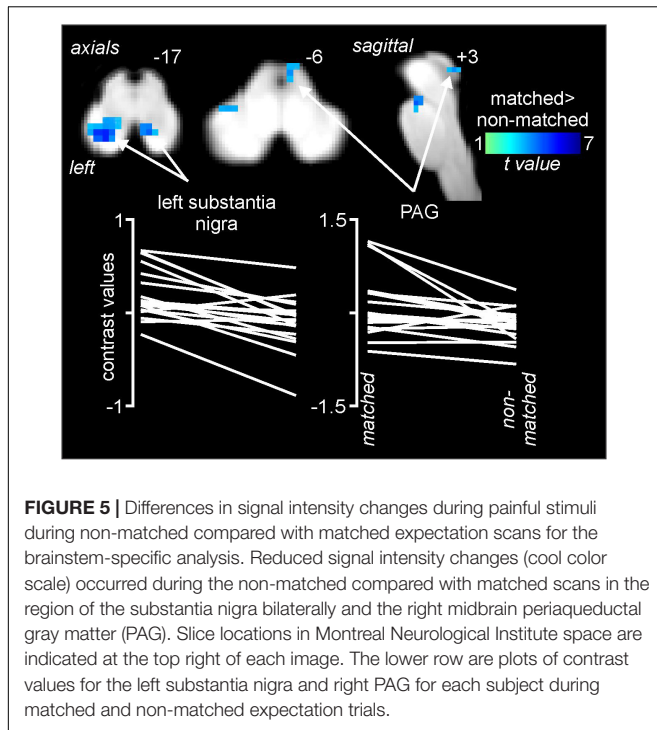 axials
-17
-6
sagittal
+3
matched>
non-matched
1
7
t value
left
left substantia
nigra
PAG
1
contrast values
-1
1.5
-1.5
matched
non-
matched
FIGURE 5 | Differences in signal intensity changes during painful stimuli
during non-matched compared with matched expectation scans for the
brainstem-specific analysis. Reduced signal intensity changes (cool color
scale) occurred during the non-matched compared with matched scans in the
region of the substantia nigra bilaterally and the right midbrain periaqueductal
gray matter (PAG). Slice locations in Montreal Neurological Institute space are
indicated at the top right of each image. The lower row are plots of contrast
values for the left substantia nigra and right PAG for each subject during
matched and non-matched expectation trials.